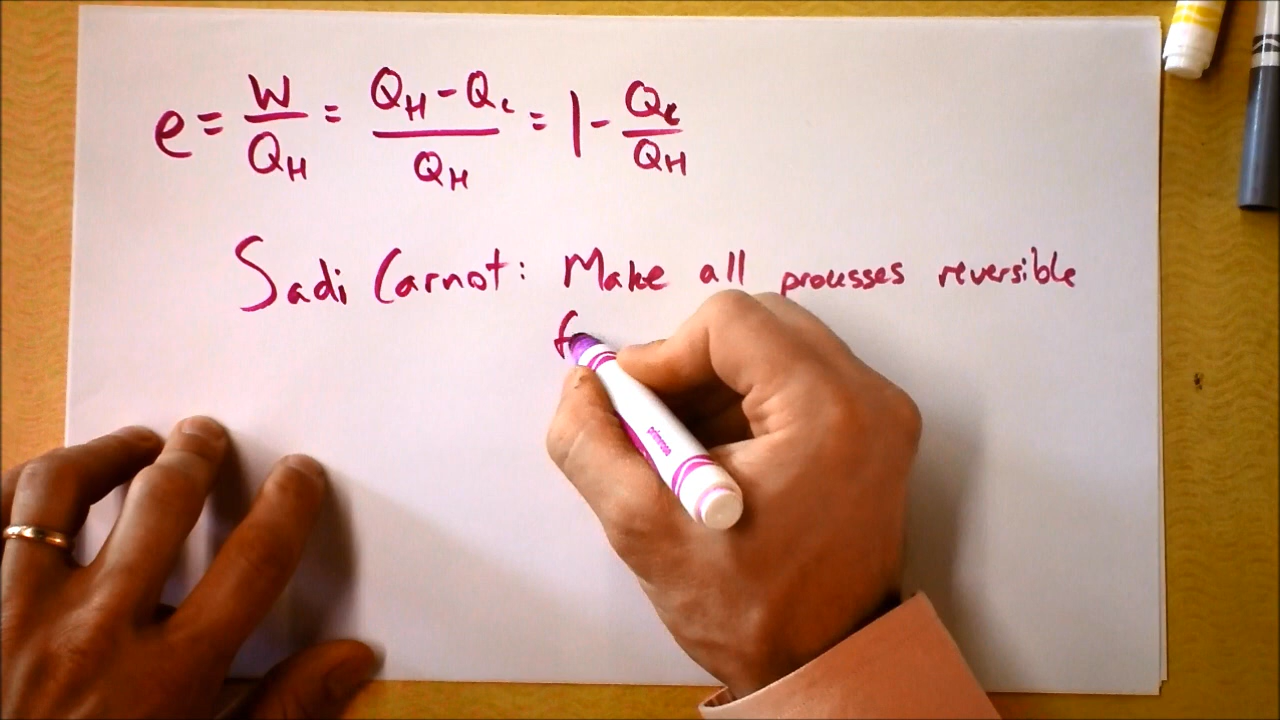 e = W/Q_H = (Q_H - Q_c)/Q_H = 1 - Q_c/Q_H
Sadi Carnot: Make all processes reversible
f